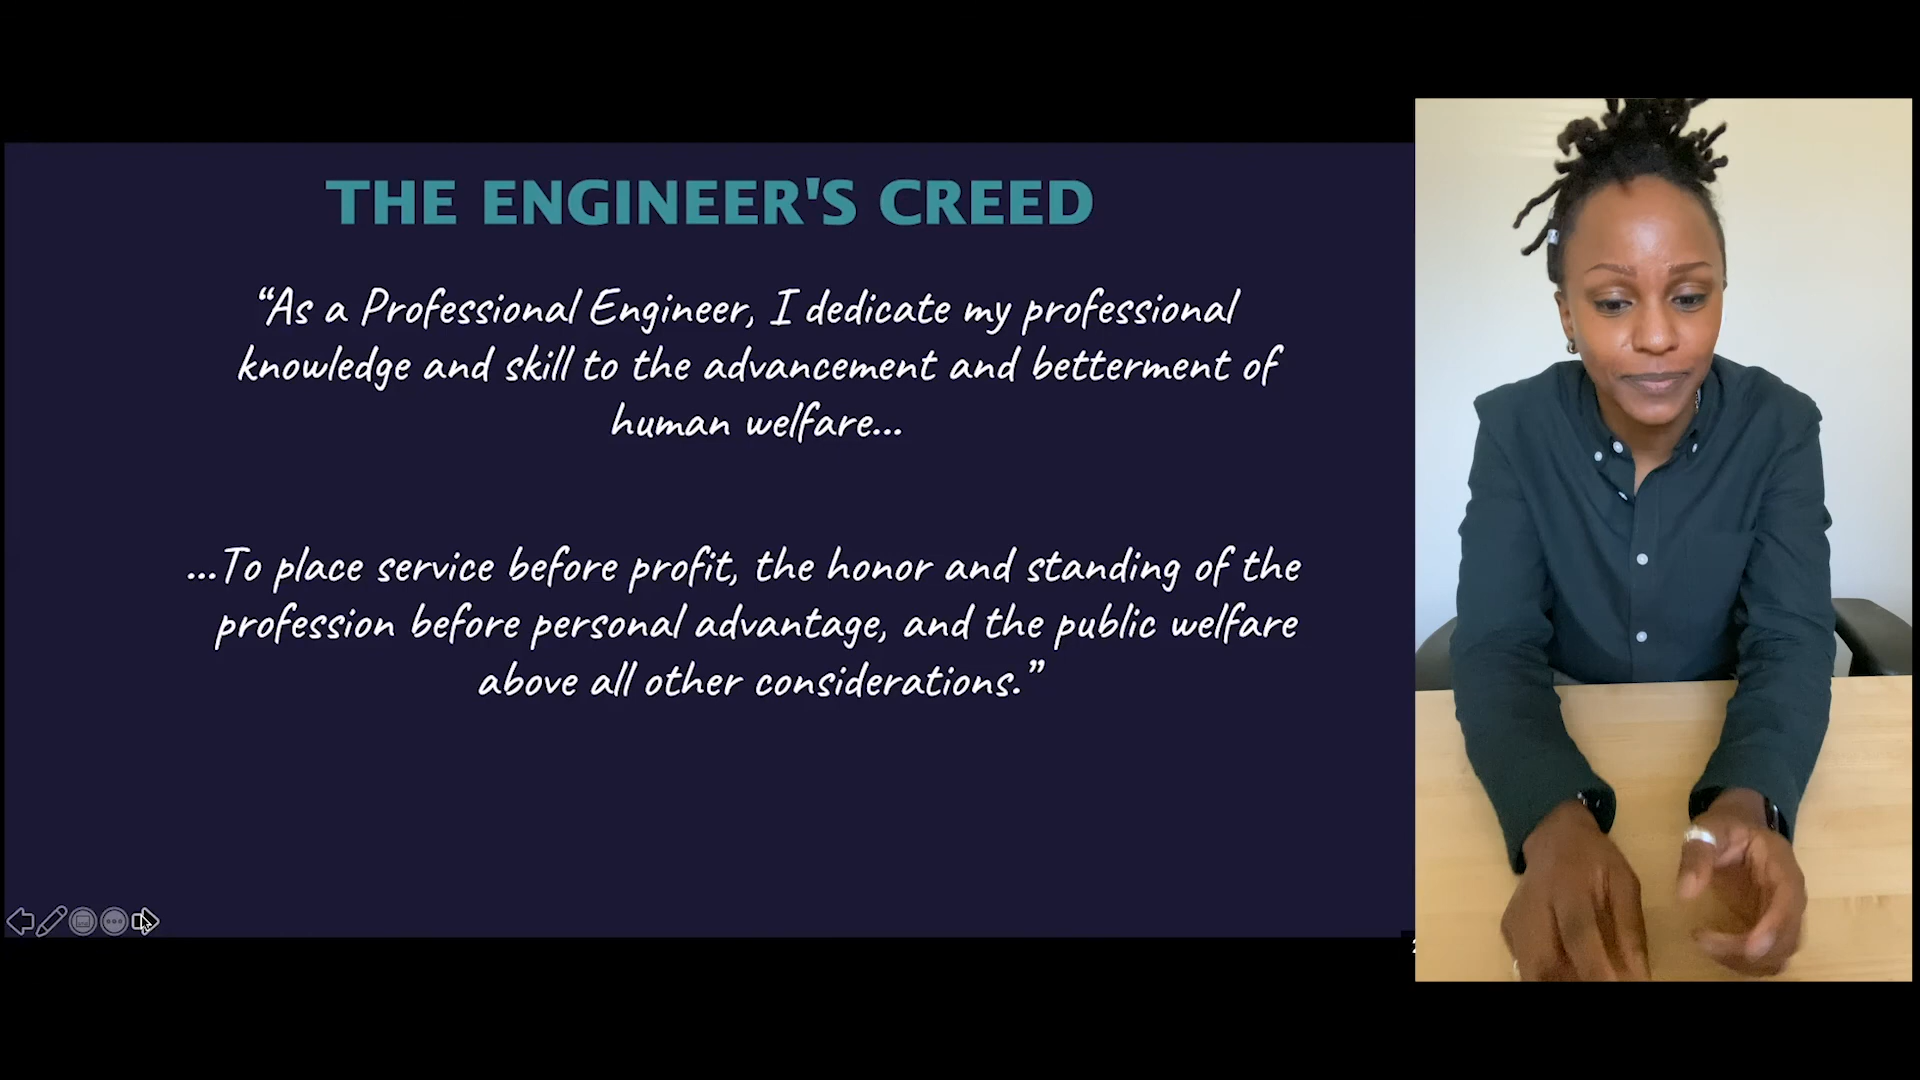 THE ENGINEER'S CREED
“As a Professional Engineer, I dedicate my professional
knowledge and skill to the advancement and betterment of
human welfare...
...To place service before profit, the honor and standing of the
profession before personal advantage, and the public welfare
above all other considerations.”